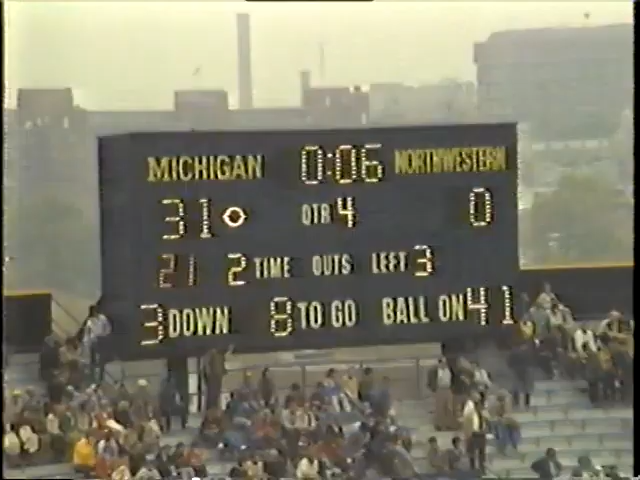 MICHIGAN 0:06 NORTHWESTERN
31 QTR 4 0
21 2 TIME OUTS LEFT 3
3 DOWN 8 TO GO BALL ON 41